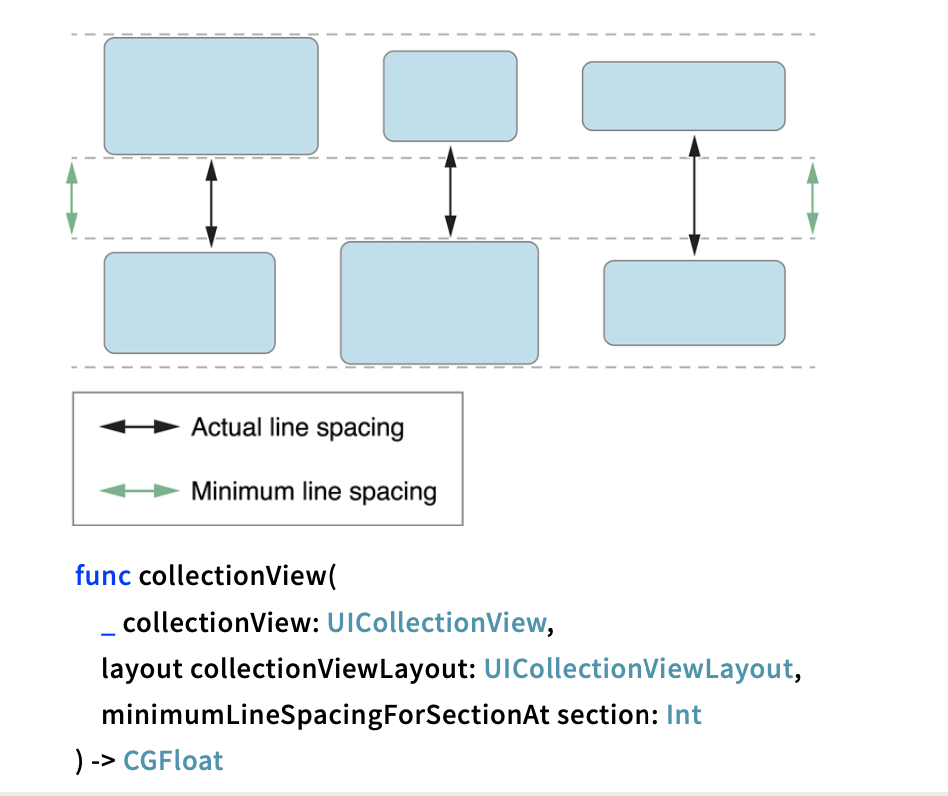 Actual line spacing
Minimum line spacing
func collectionView(
_ collectionView: UICollectionView,
layout collectionViewLayout: UICollectionViewLayout,
minimumLineSpacingForSectionAt section: Int
) -> CGFloat